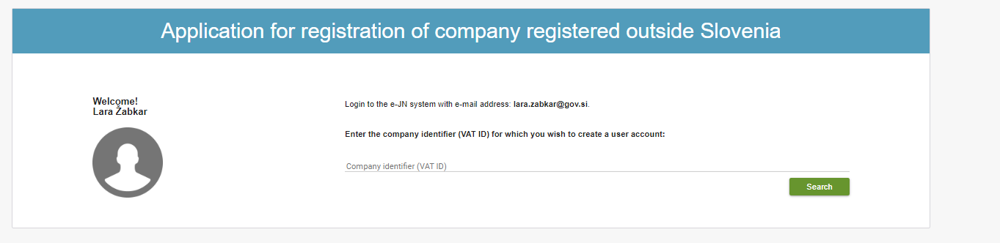 Application for registration of company registered outside Slovenia
Welcome!
Lara Žabkar
Login to the e-JN system with e-mail address: lara.zabkar@gov.si.
Enter the company identifier (VAT ID) for which you wish to create a user account:
Company identifier (VAT ID)
Search